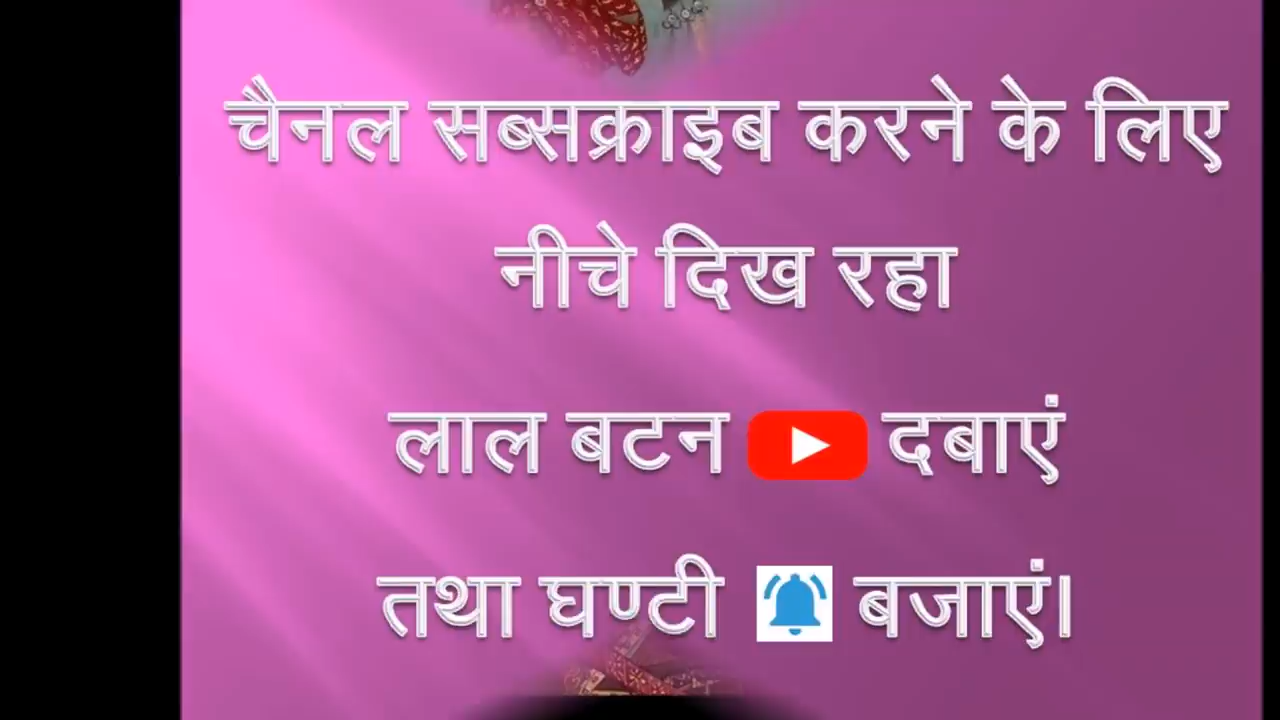 चैनल सब्सक्राइब करने के लिए
नीचे दिख रहा
लाल बटन दबाएं
तथा घण्टी बजाएं।